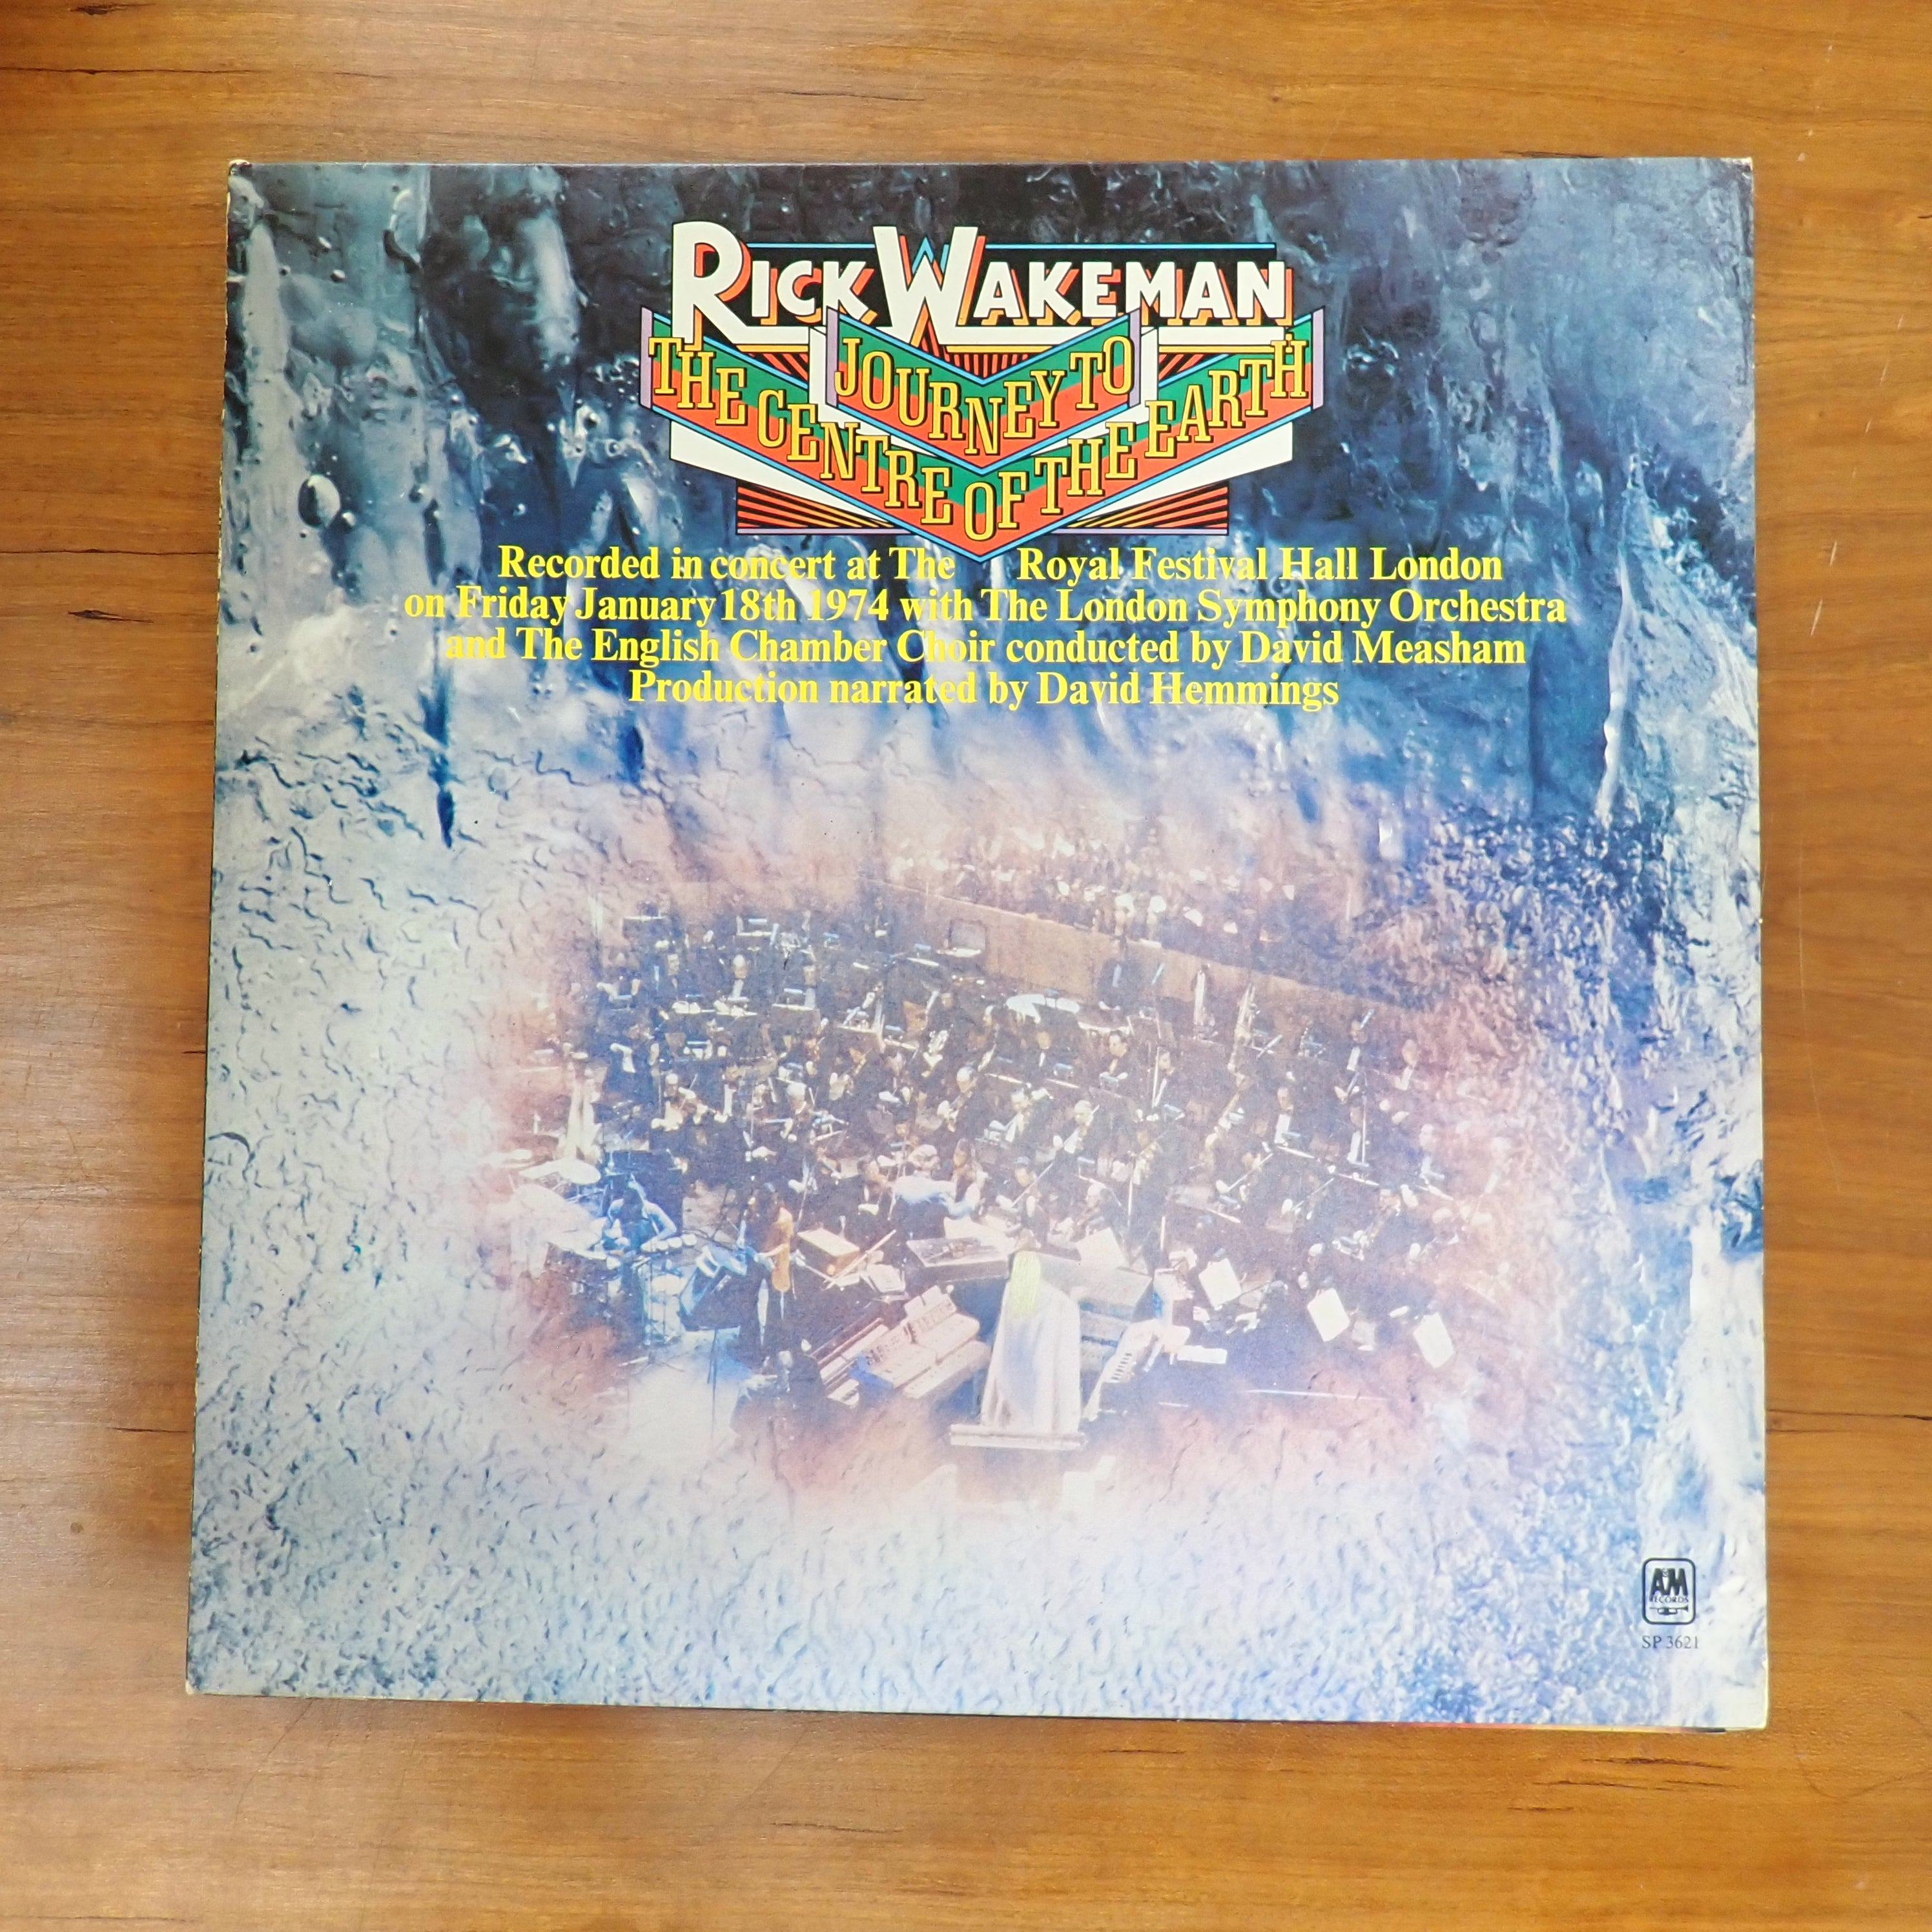 RICK WAKEMAN
JOURNEY TO
THE CENTRE OF THE EARTH
Recorded in concert at The Royal Festival Hall London
on Friday January 18th 1974 with The London Symphony Orchestra
and The English Chamber Choir conducted by David Measham
Production narrated by David Hemmings
A&M
RECORDS
SP 3621